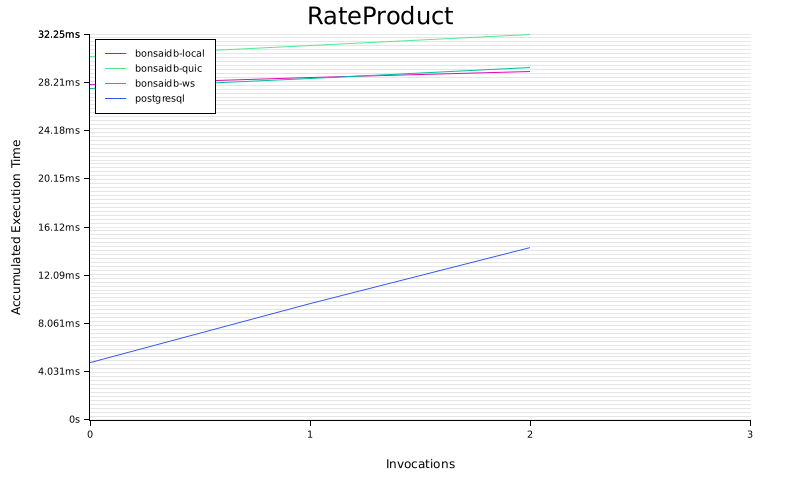 RateProduct
32.25ms
28.21ms
24.18ms
20.15ms
16.12ms
12.09ms
8.061ms
4.031ms
0s
Accumulated Execution Time
bonsaidb-local
bonsaidb-quic
bonsaidb-ws
postgresql
0
1
2
3
Invocations